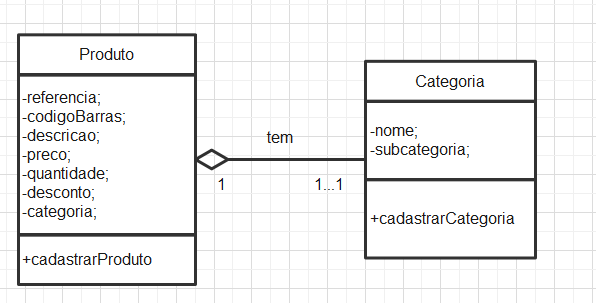 Produto
-referencia;
-codigoBarras;
-descricao;
-preco;
-quantidade;
-desconto;
-categoria;
+cadastrarProduto
tem
1
1...1
Categoria
-nome;
-subcategoria;
+cadastrarCategoria